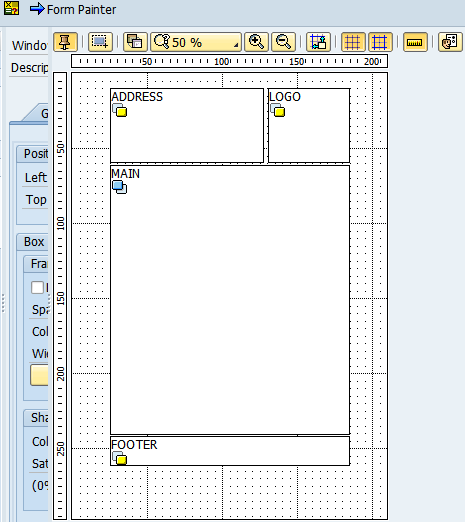 Form Painter
Windo
Descrip
50 %
50 100 150 200
G
Posit
Left
Top
Box
Fra
Spa
Col
Wid
Sha
Col
Sat
(0%
50
100
150
200
250
ADDRESS
LOGO
MAIN
FOOTER